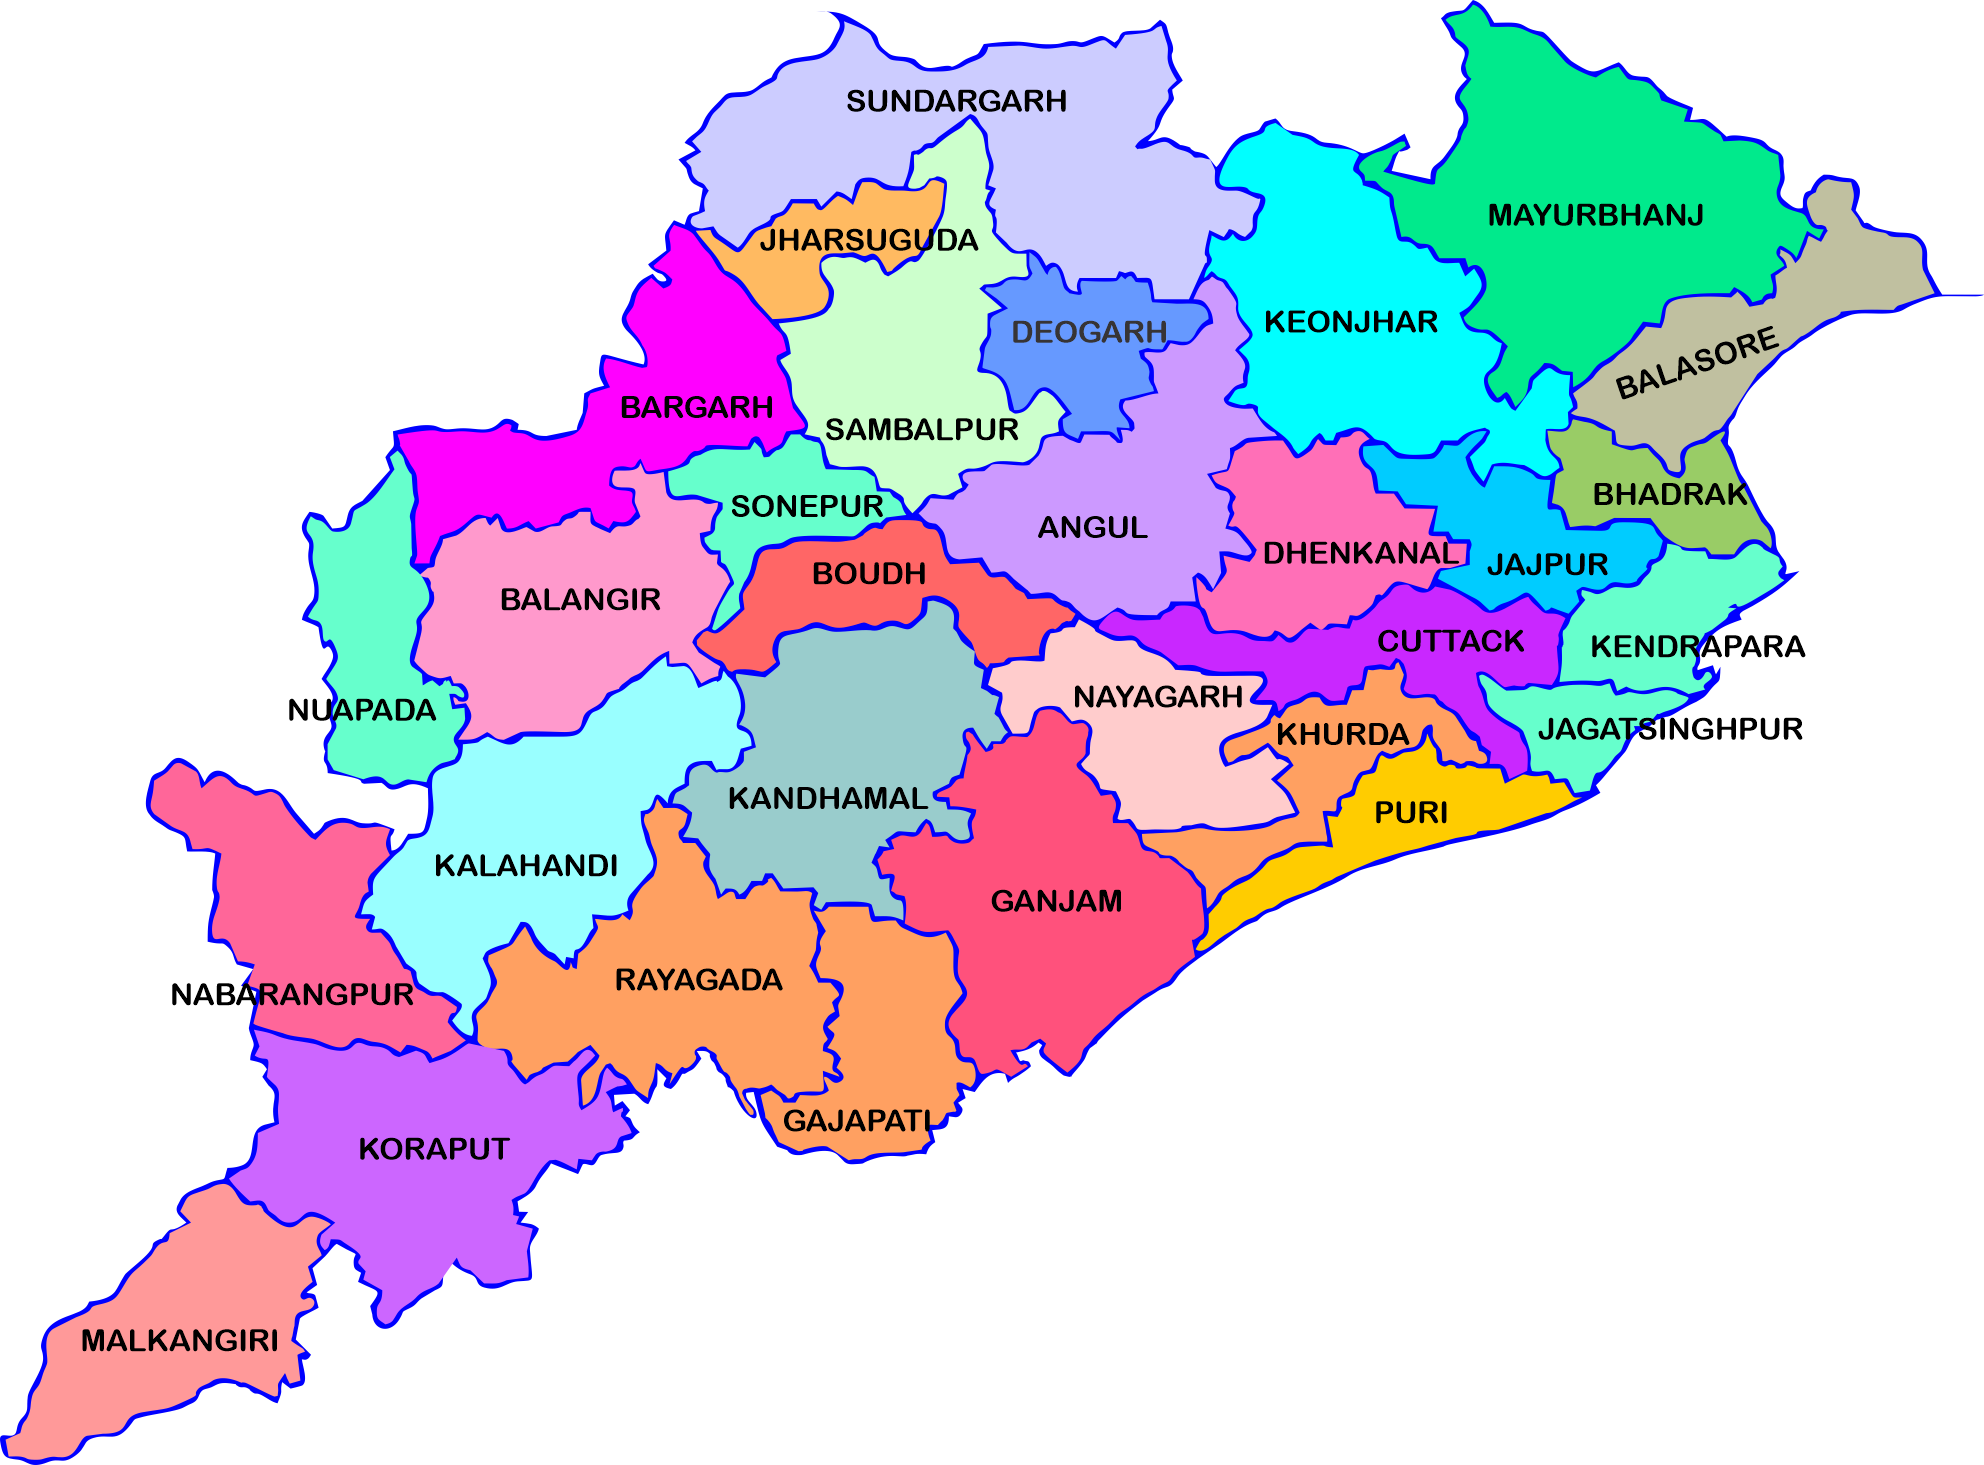 SUNDARGARH
MAYURBHANJ
JHARSUGUDA
KEONJHAR
DEOGARH
BALASORE
BARGARH
SAMBALPUR
BHADRAK
SONEPUR
ANGUL
DHENKANAL
JAJPUR
BOUDH
BALANGIR
CUTTACK
KENDRAPARA
NAYAGARH
NUAPADA
JAGATSINGHPUR
KHURDA
KANDHAMAL
PURI
KALAHANDI
GANJAM
RAYAGADA
NABARANGPUR
GAJAPATI
KORAPUT
MALKANGIRI